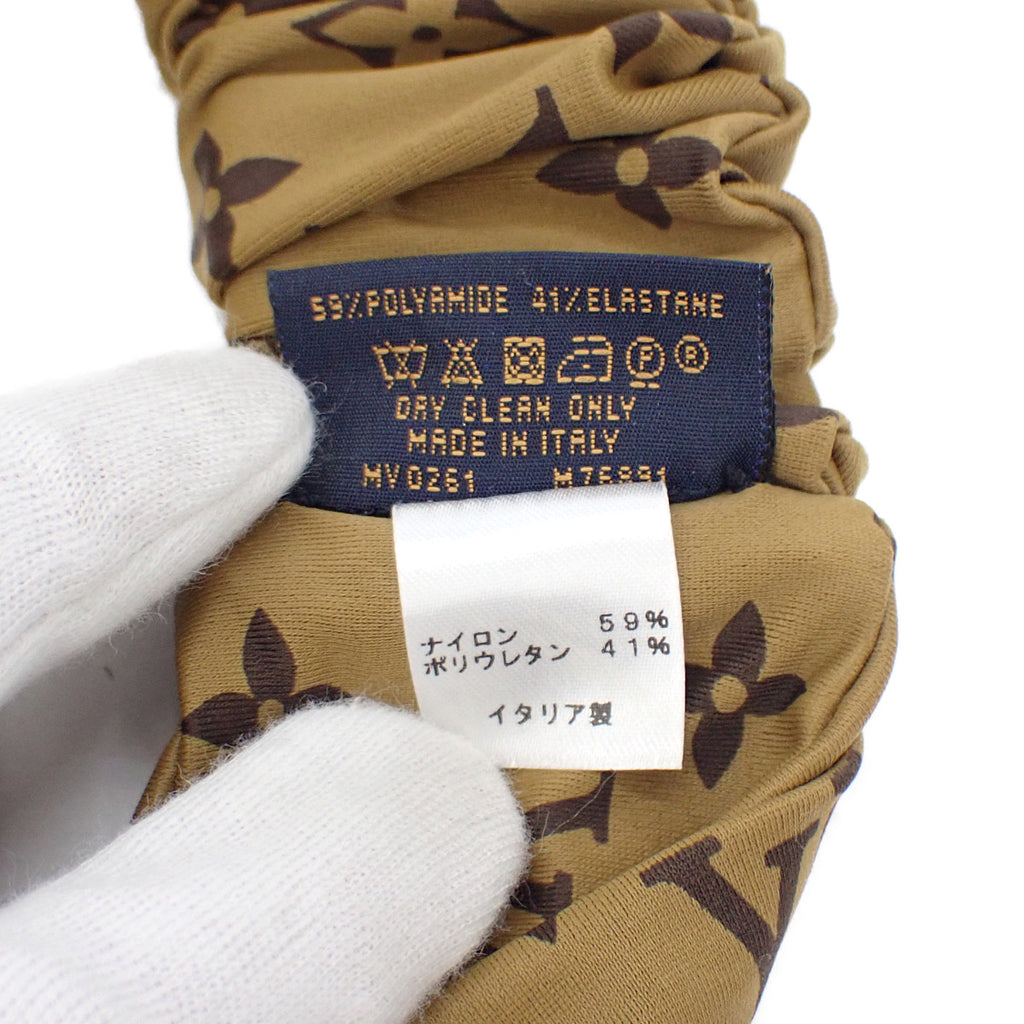 59%POLYAMIDE 41%ELASTANE
P ®
DRY CLEAN ONLY
MADE IN ITALY
MV0261
ナイロン 59%
ポリウレタン 41%
イタリア製